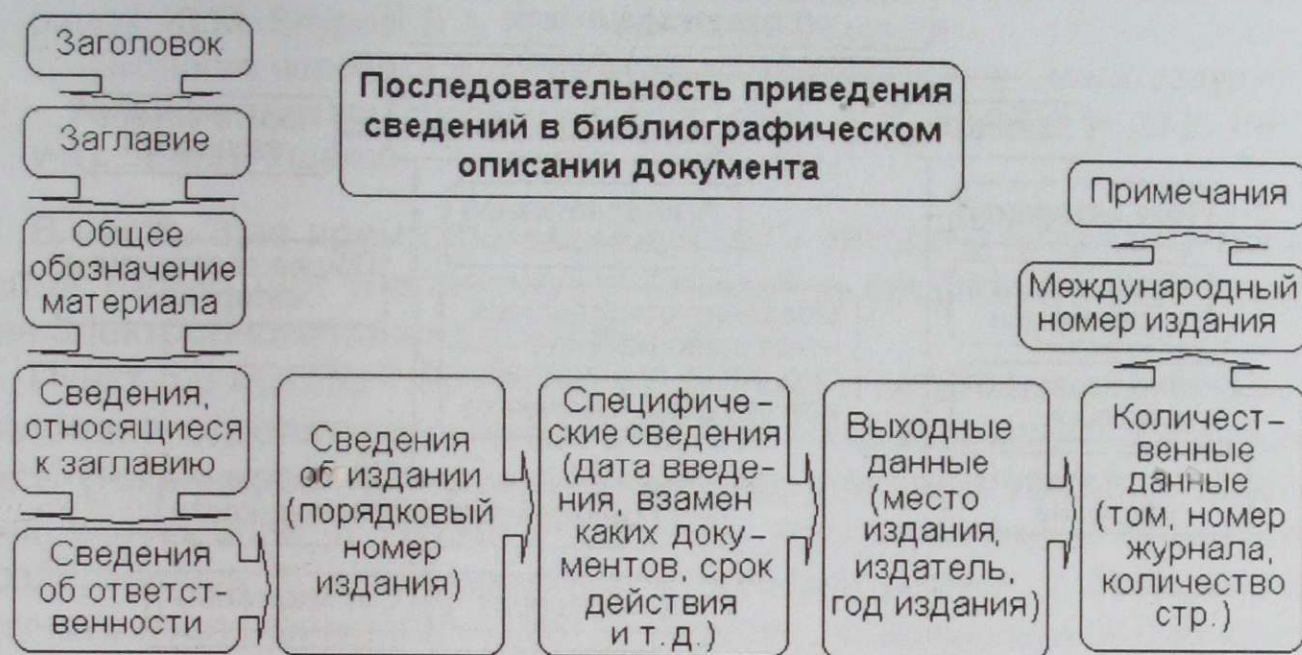 Заголовок
Заглавие
Общее
обозначение
материала
Сведения,
относящиеся
к заглавию
Сведения
об ответст-
венности
Последовательность приведения
сведений в библиографическом
описании документа
Сведения
об издании
(порядковый
номер
издания)
Специфиче-
ские сведения
(дата введе-
ния, взамен
каких доку-
ментов, срок
действия
и т.д.)
Выходные
данные
(место
издания,
издатель,
год издания)
Количест-
венные
данные
(том, номер
журнала,
количество
стр.)
Международный
номер издания
Примечания